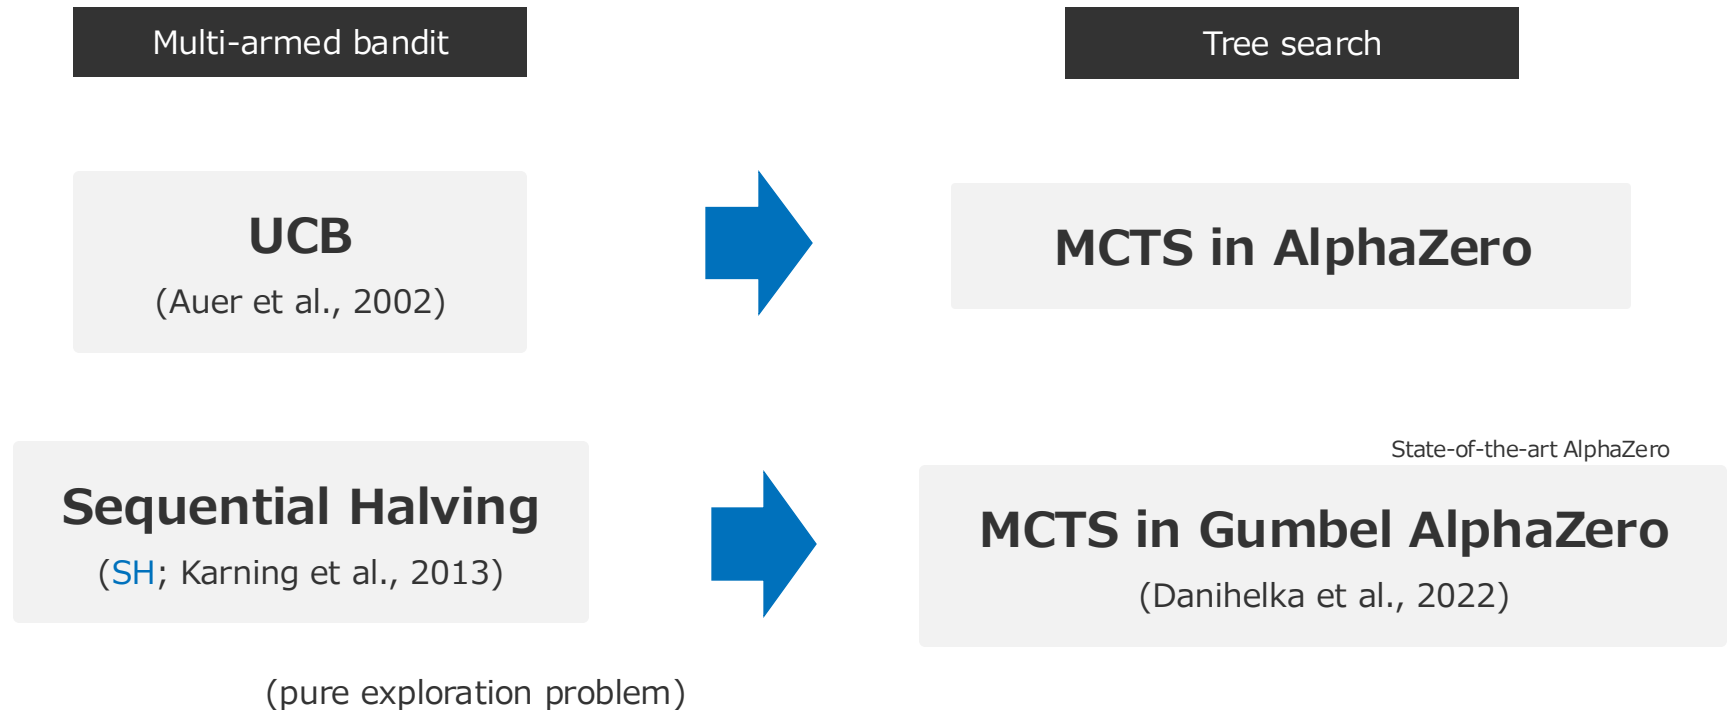 Multi-armed bandit
Tree search
UCB
(Auer et al., 2002)
MCTS in AlphaZero
Sequential Halving
(SH; Karning et al., 2013)
State-of-the-art AlphaZero
MCTS in Gumbel AlphaZero
(Danihelka et al., 2022)
(pure exploration problem)